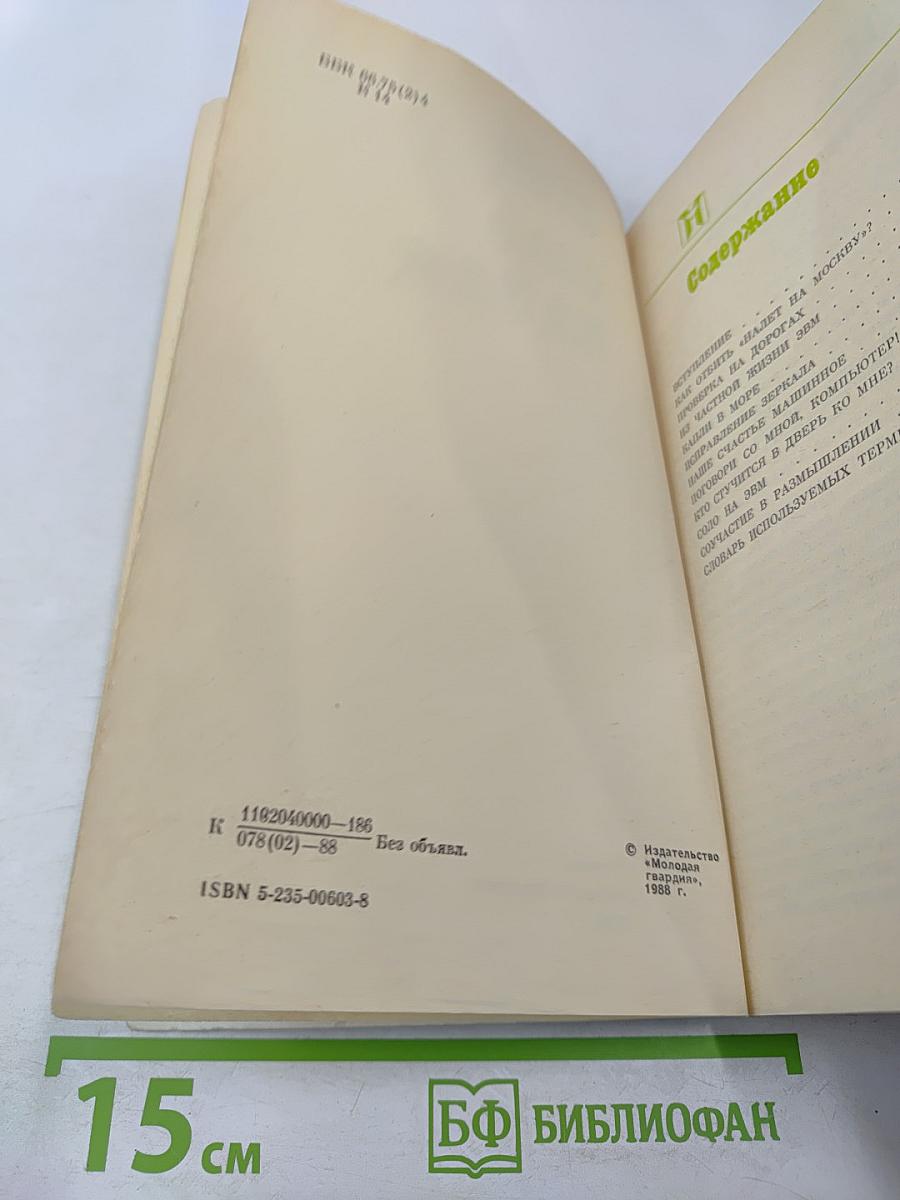 ББК 66.75(2)4
И 14
К 1192040000—186
078(02)—88 Без объявл.
ISBN 5-235-00603-8
© Издательство
«Молодая
гвардия»,
1988 г.
Содержание
ВСТУПЛЕНИЕ . . . . . . .
КАК ОТБИТЬ «НАЛЕТ НА МОСКВУ»?
ПРОВЕРКА НА ДОРОГАХ . . . .
ИЗ ЧАСТНОЙ ЖИЗНИ ЭВМ . . .
КАПЛИ В МОРЕ . . . . . .
ИСПРАВЛЕНИЕ ЗЕРКАЛА . . . .
НАШЕ СЧАСТЬЕ МАШИННОЕ . . .
ПОГОВОРИ СО МНОЙ, КОМПЬЮТЕР!
КТО СТУЧИТСЯ В ДВЕРЬ КО МНЕ?
СОЛО НА ЭВМ . . . . . .
СОУЧАСТИЕ В РАЗМЫШЛЕНИИ . .
СЛОВАРЬ ИСПОЛЬЗУЕМЫХ
15 см
БФ БИБЛИОФАН